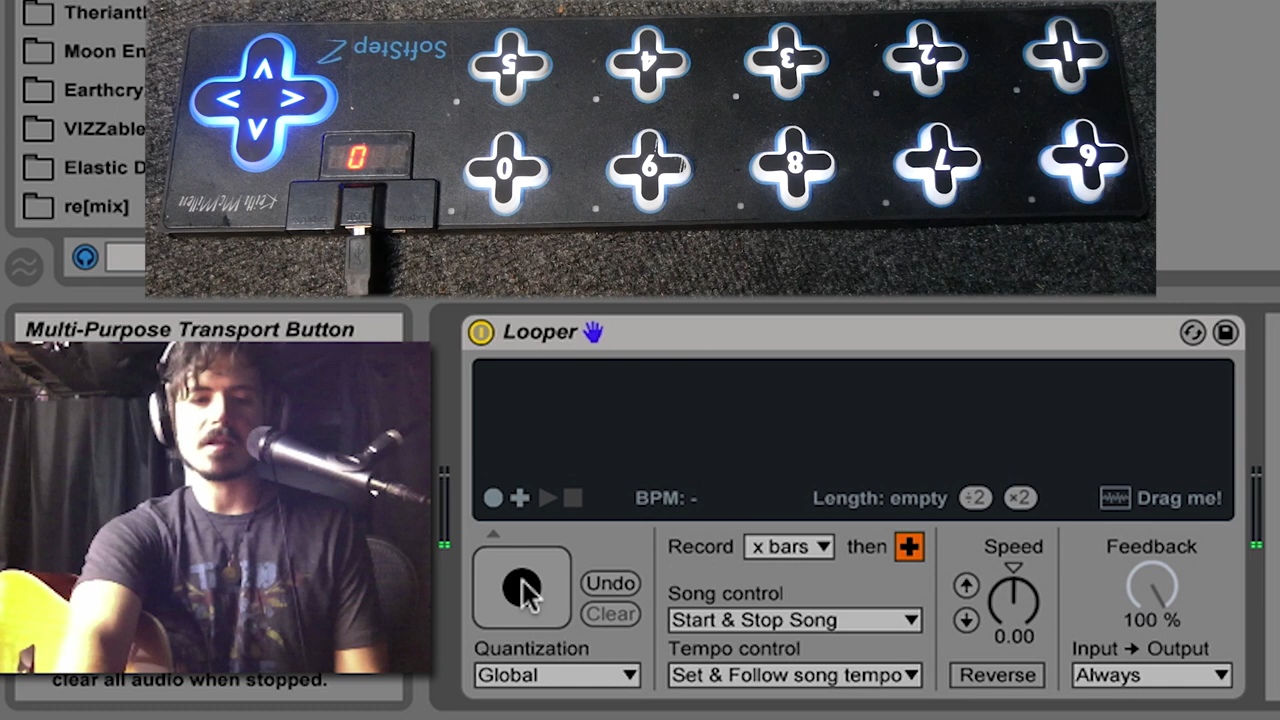 Therianth
Moon En
Earthcry
VIZZable
Elastic D
re[mix]
SoftStep 2
5 4 3 2 1
0 9 8 7 6
0
Keith McMillen
USB
Multi-Purpose Transport Button
clear all audio when stopped.
Looper
BPM: -
Length: empty
÷2
×2
Drag me!
Record
x bars
then
Speed
Feedback
Undo
Clear
Song control
Start & Stop Song
0.00
100 %
Quantization
Tempo control
Input → Output
Global
Set & Follow song tempo
Reverse
Always